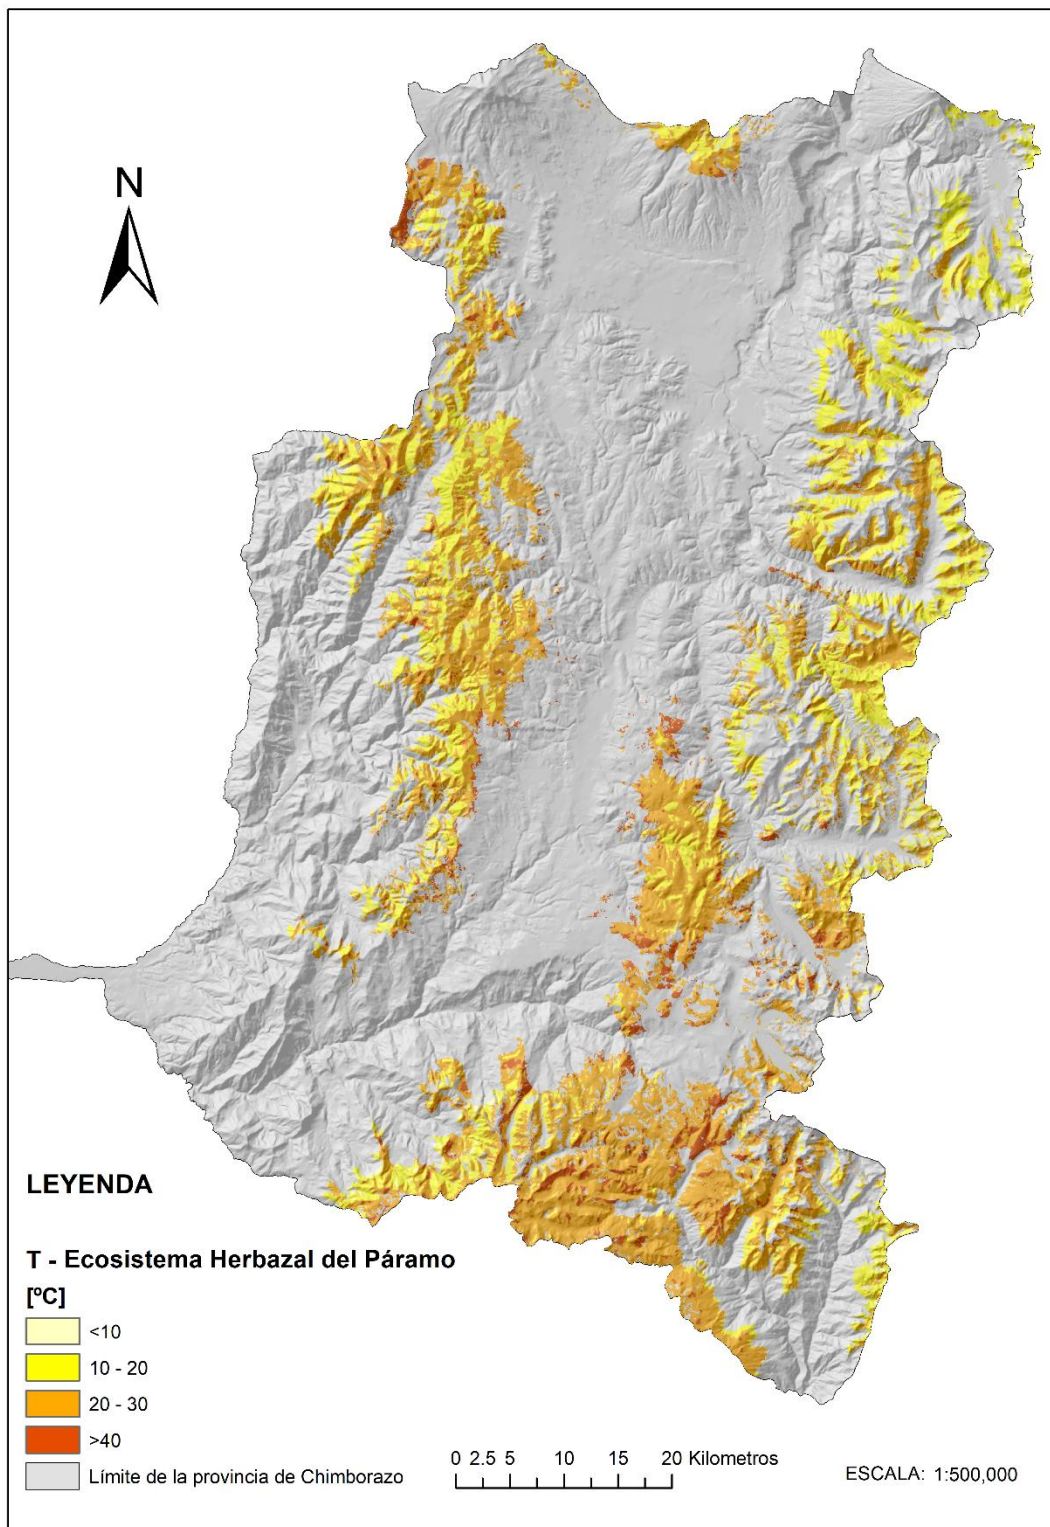 N
LEYENDA
T - Ecosistema Herbazal del Páramo
[ºC]
<10
10 - 20
20 - 30
>40
Límite de la provincia de Chimborazo
0 2.5 5 10 15 20 Kilometros
ESCALA: 1:500,000